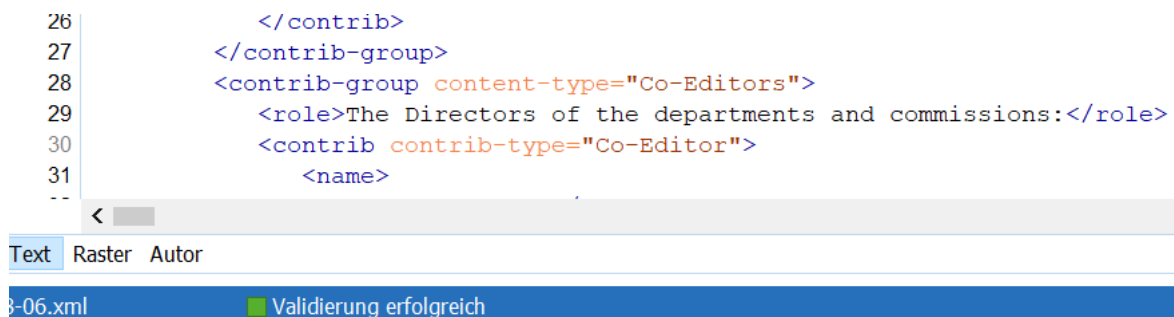 26 </contrib>
27 </contrib-group>
28 <contrib-group content-type="Co-Editors">
29 <role>The Directors of the departments and commissions:</role>
30 <contrib contrib-type="Co-Editor">
31 <name>
Text Raster Autor
3-06.xml Validierung erfolgreich